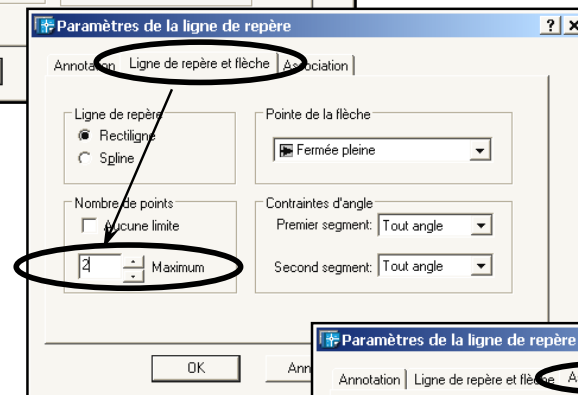 Paramètres de la ligne de repère
Annotation Ligne de repère et flèche Association
Ligne de repère
Rectiligne
Spline
Pointe de la flèche
Fermée pleine
Nombre de points
Aucune limite
2 Maximum
Contraintes d'angle
Premier segment: Tout angle
Second segment: Tout angle
OK
Paramètres de la ligne de repère
Annotation Ligne de repère et flèche